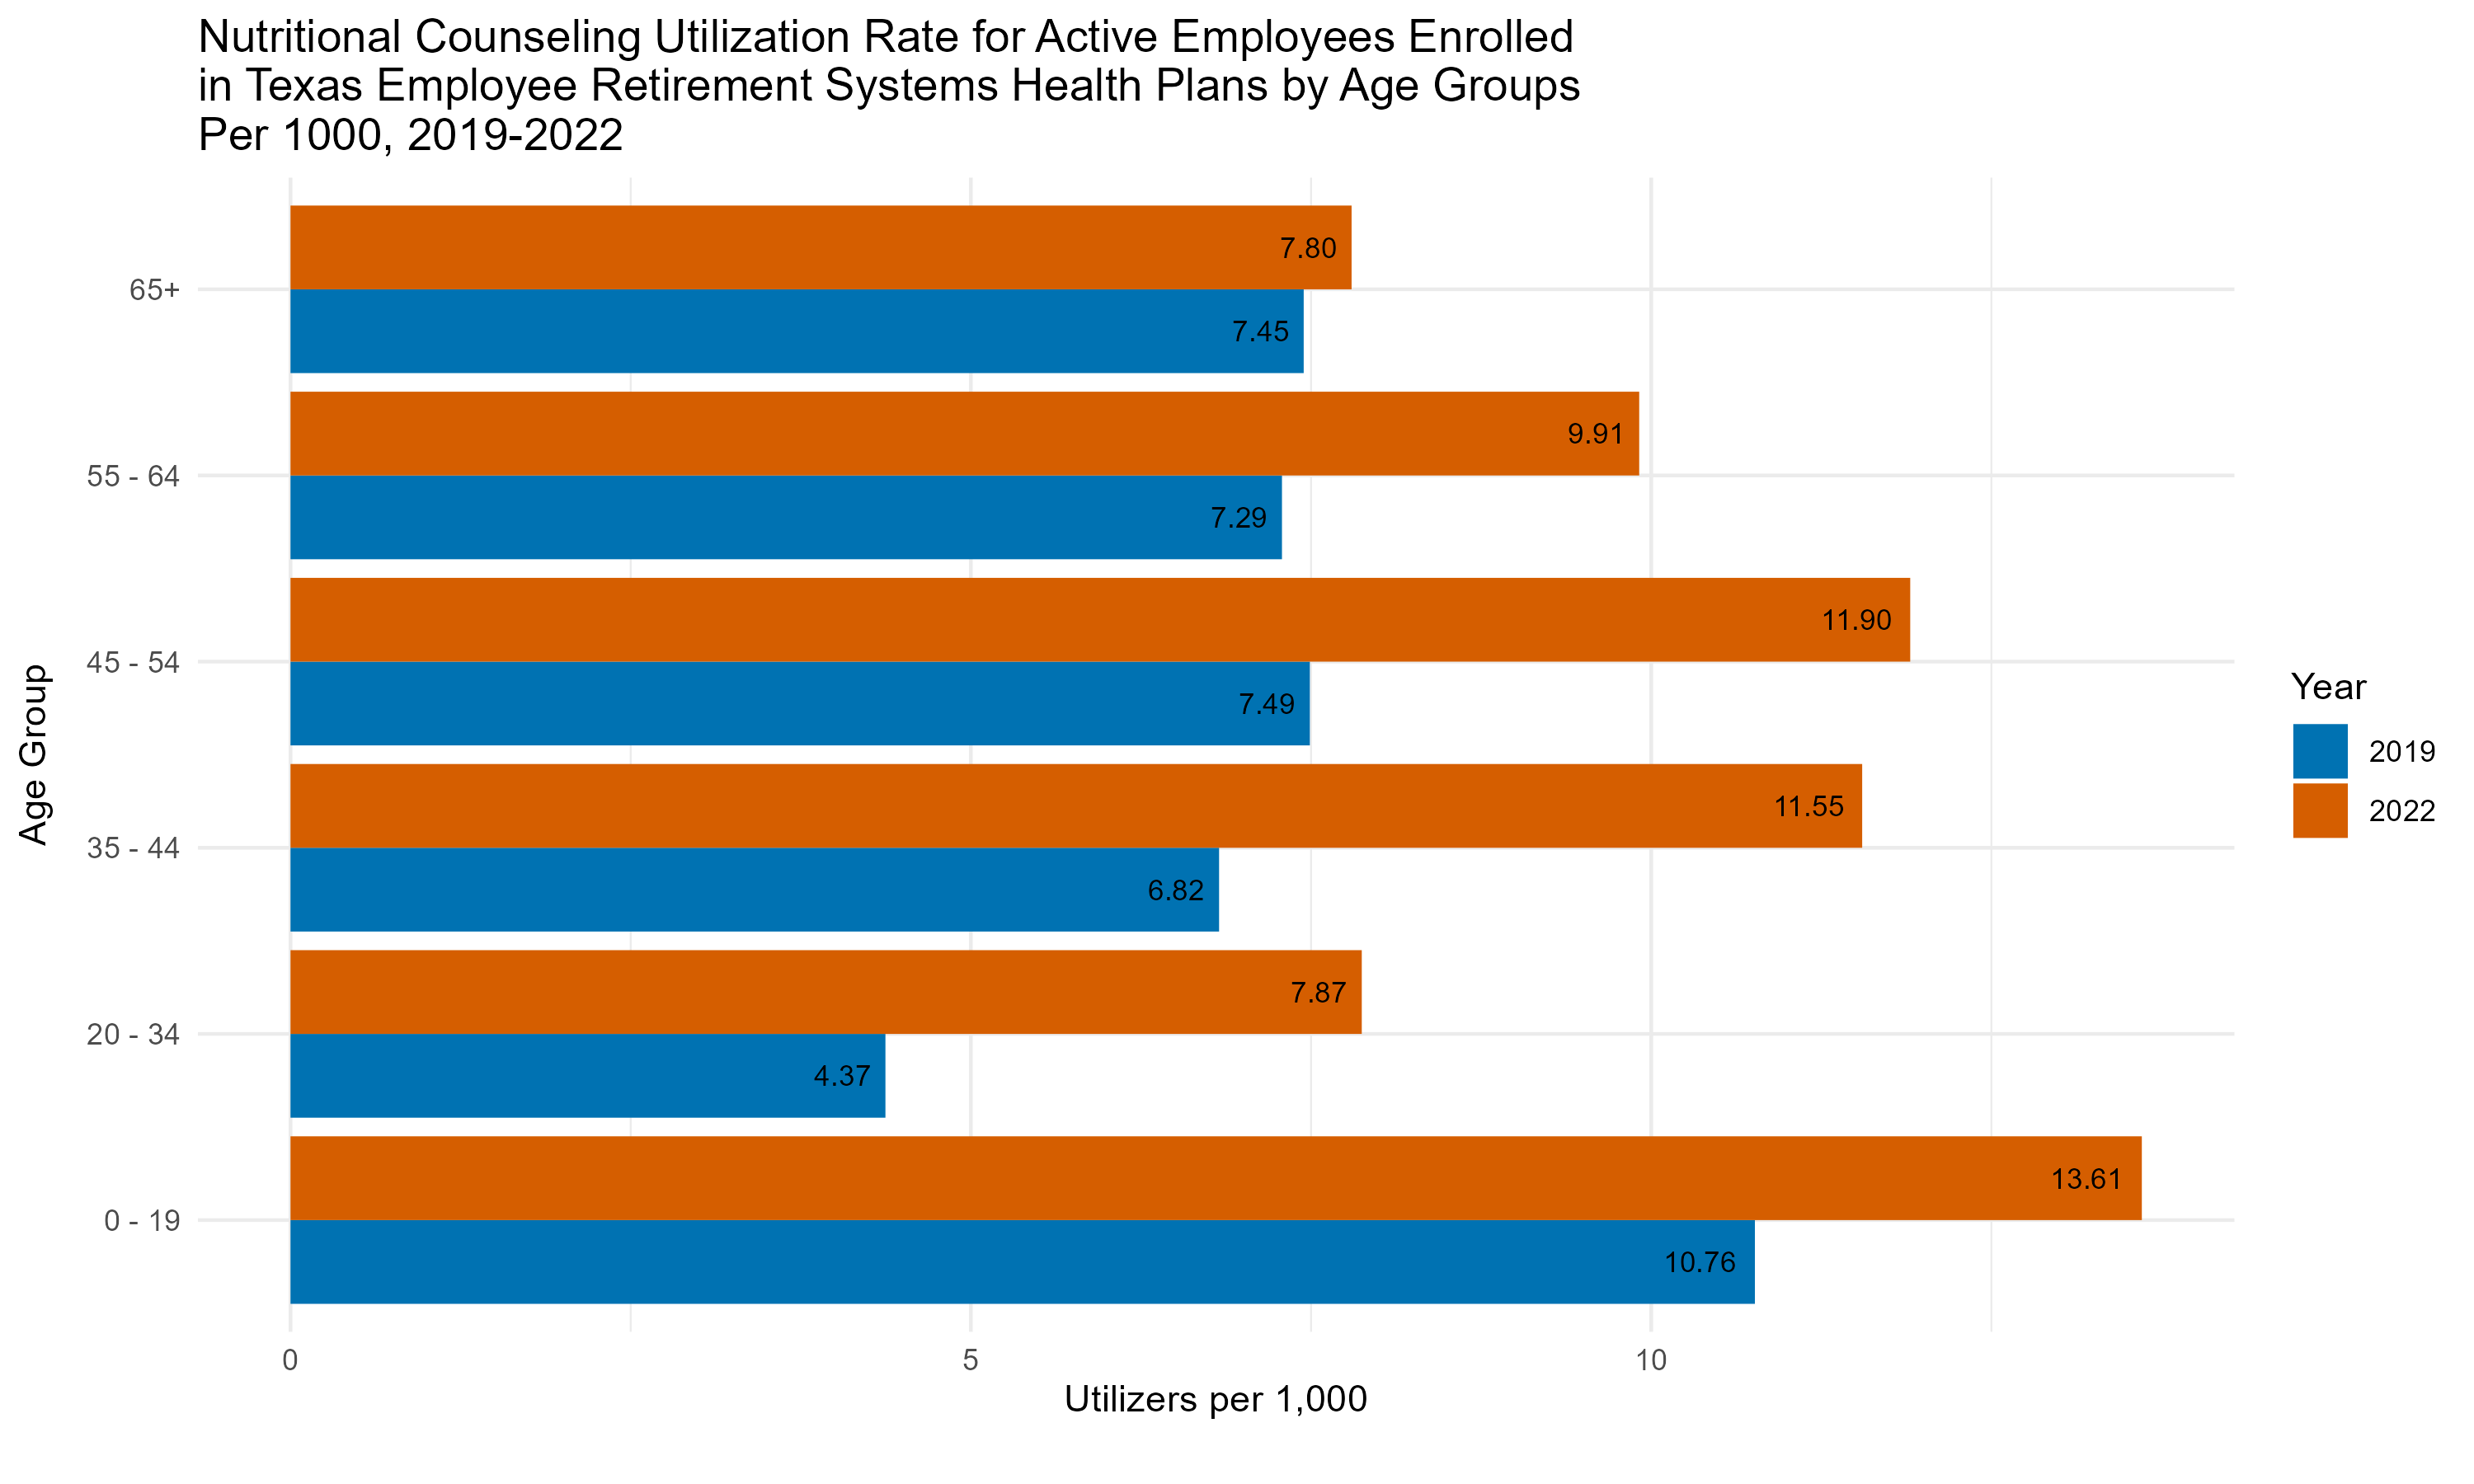 Nutritional Counseling Utilization Rate for Active Employees Enrolled
in Texas Employee Retirement Systems Health Plans by Age Groups
Per 1000, 2019-2022
Age Group
65+
7.80
7.45
55 - 64
9.91
7.29
45 - 54
11.90
7.49
35 - 44
11.55
6.82
20 - 34
7.87
4.37
0 - 19
13.61
10.76
0 5 10
Utilizers per 1,000
Year
2019
2022